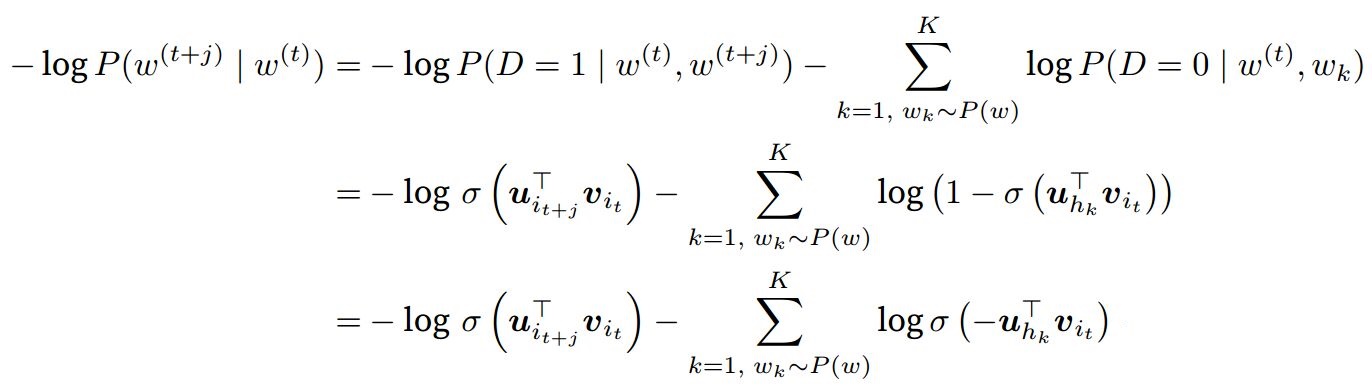 $-\log P(w^{(t+j)} \mid w^{(t)}) = -\log P(D=1 \mid w^{(t)}, w^{(t+j)}) - \sum_{k=1,\ w_k \sim P(w)}^{K} \log P(D=0 \mid w^{(t)}, w_k)$
$= -\log \sigma\left(\boldsymbol{u}_{i_{t+j}}^{\top} \boldsymbol{v}_{i_t}\right) - \sum_{k=1,\ w_k \sim P(w)}^{K} \log\left(1 - \sigma\left(\boldsymbol{u}_{h_k}^{\top} \boldsymbol{v}_{i_t}\right)\right)$
$= -\log \sigma\left(\boldsymbol{u}_{i_{t+j}}^{\top} \boldsymbol{v}_{i_t}\right) - \sum_{k=1,\ w_k \sim P(w)}^{K} \log \sigma\left(-\boldsymbol{u}_{h_k}^{\top} \boldsymbol{v}_{i_t}\right)$